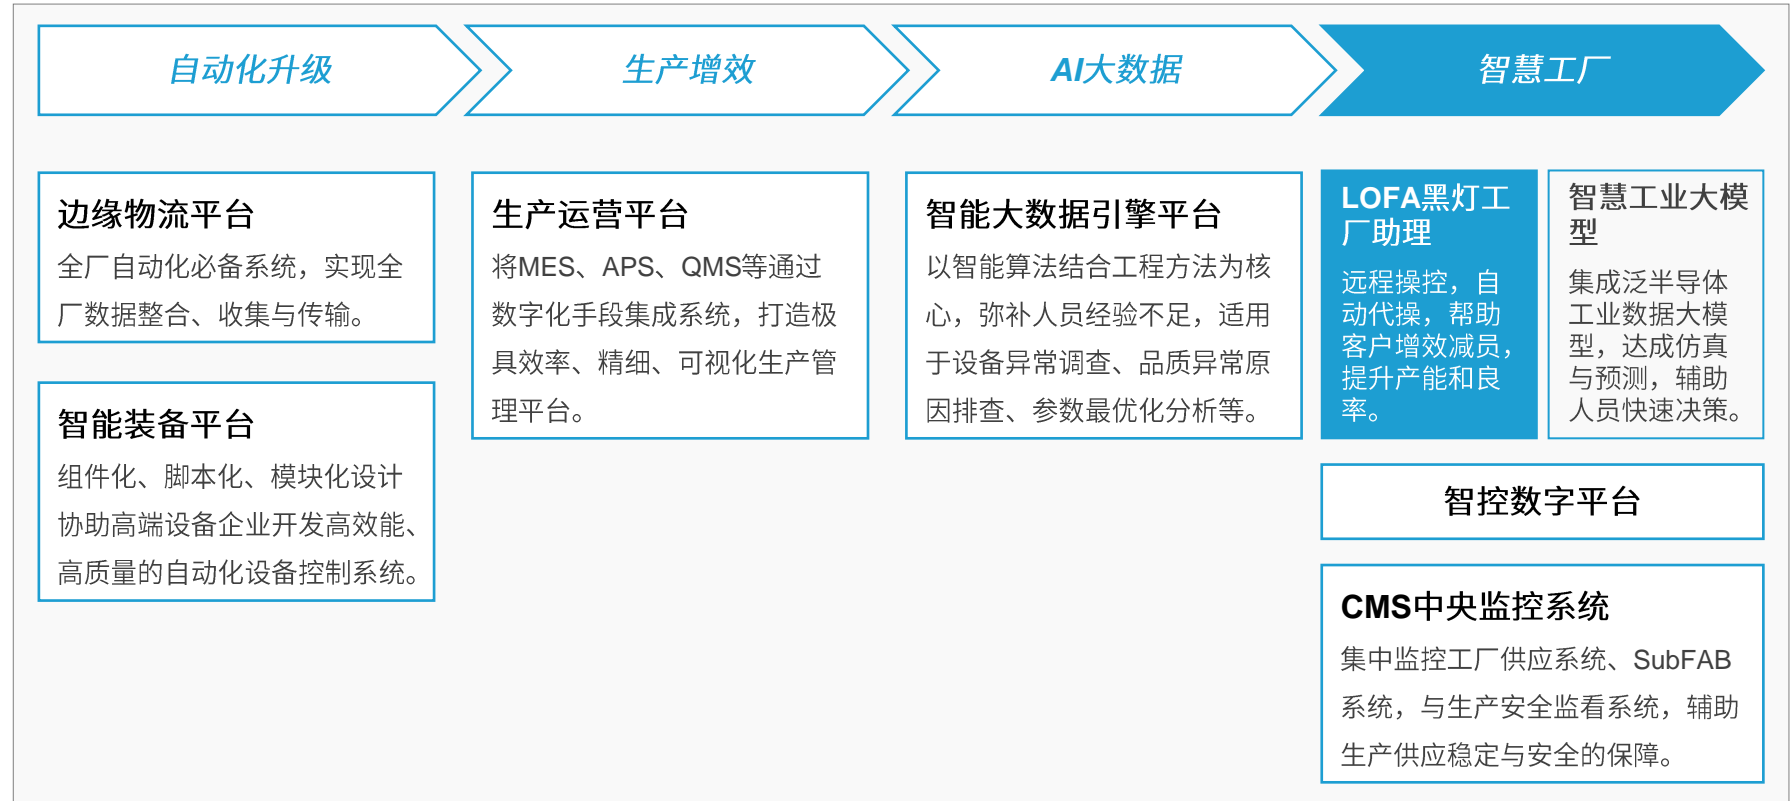 自动化升级
生产增效
AI大数据
智慧工厂
边缘物流平台
全厂自动化必备系统，实现全
厂数据整合、收集与传输。
智能装备平台
组件化、脚本化、模块化设计
协助高端设备企业开发高效能、
高质量的自动化设备控制系统。
生产运营平台
将MES、APS、QMS等通过
数字化手段集成系统，打造极
具效率、精细、可视化生产管
理平台。
智能大数据引擎平台
以智能算法结合工程方法为核
心，弥补人员经验不足，适用
于设备异常调查、品质异常原
因排查、参数最优化分析等。
LOFA黑灯工
厂助理
远程操控，自
动代操，帮助
客户增效减员，
提升产能和良
率。
智慧工业大模
型
集成泛半导体
工业数据大模
型，达成仿真
与预测，辅助
人员快速决策。
智控数字平台
CMS中央监控系统
集中监控工厂供应系统、SubFAB
系统，与生产安全监看系统，辅助
生产供应稳定与安全的保障。